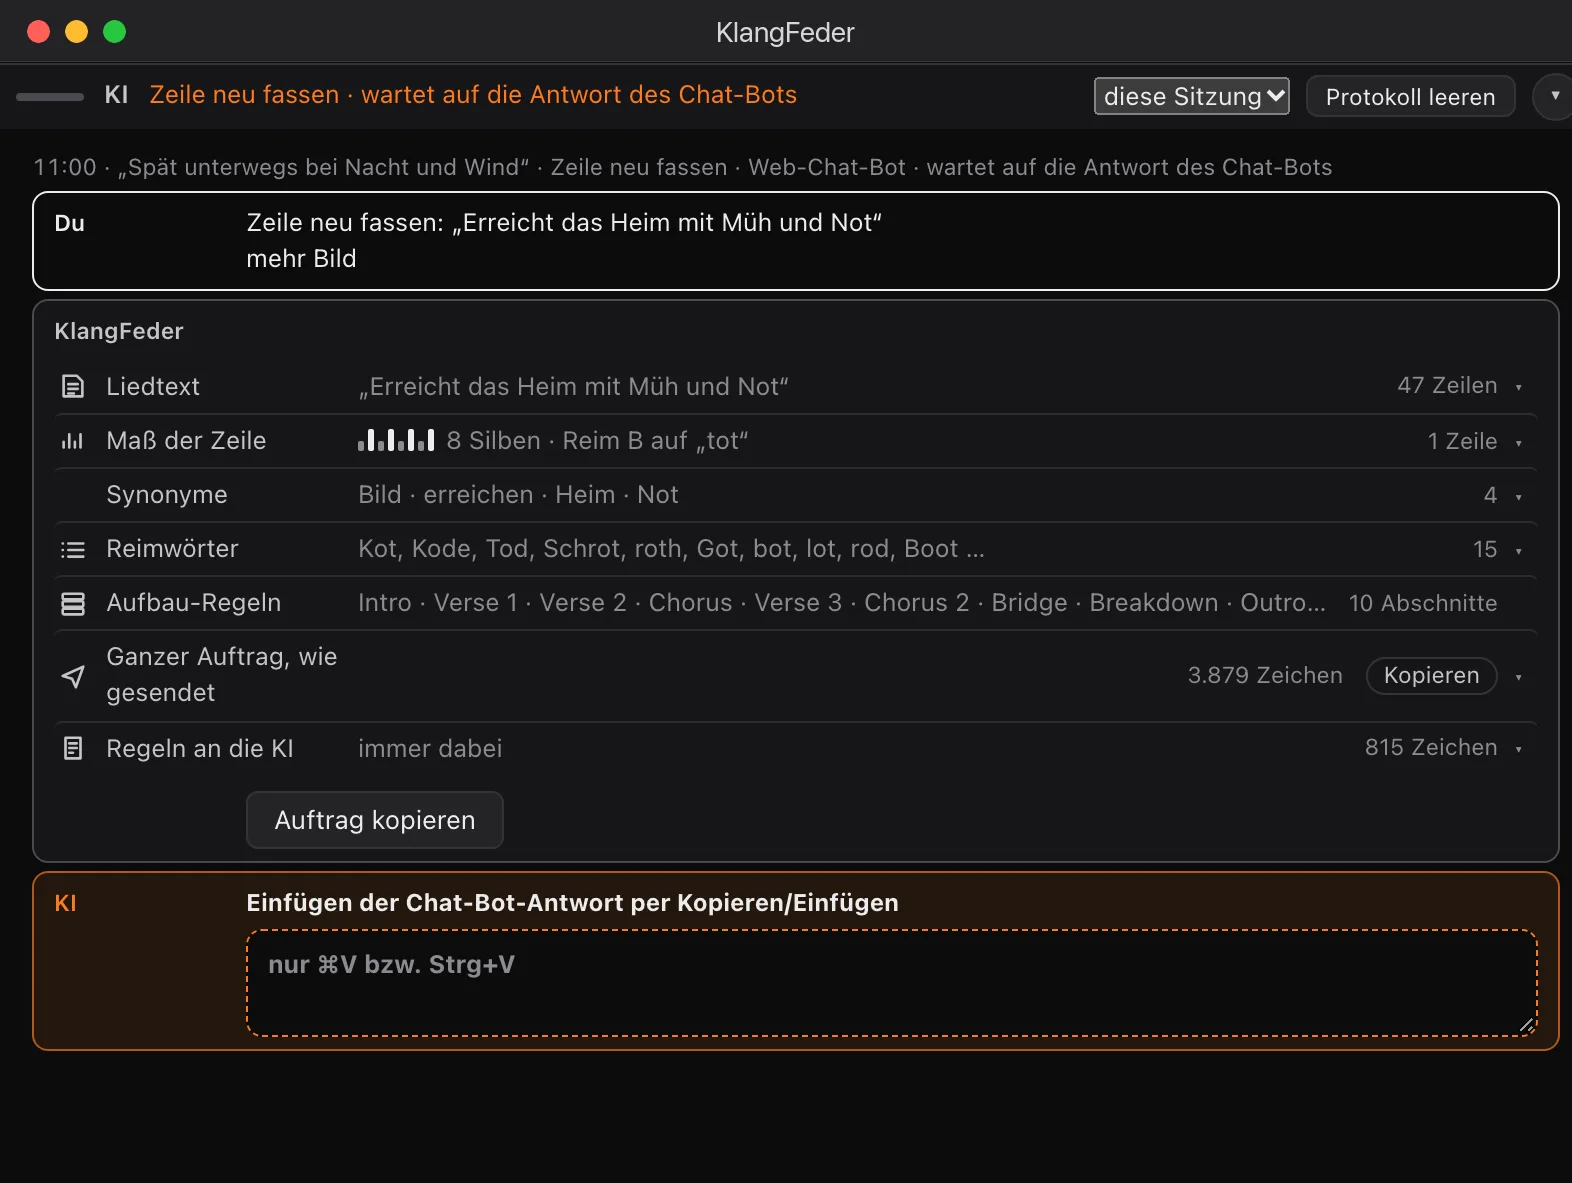 KlangFeder
KI Zeile neu fassen · wartet auf die Antwort des Chat-Bots diese Sitzung Protokoll leeren
11:00 · „Spät unterwegs bei Nacht und Wind“ · Zeile neu fassen · Web-Chat-Bot · wartet auf die Antwort des Chat-Bots
Du Zeile neu fassen: „Erreicht das Heim mit Müh und Not“
mehr Bild
KlangFeder
Liedtext „Erreicht das Heim mit Müh und Not“ 47 Zeilen
Maß der Zeile 8 Silben · Reim B auf „tot“ 1 Zeile
Synonyme Bild · erreichen · Heim · Not 4
Reimwörter Kot, Kode, Tod, Schrot, roth, Got, bot, lot, rod, Boot ... 15
Aufbau-Regeln Intro · Verse 1 · Verse 2 · Chorus · Verse 3 · Chorus 2 · Bridge · Breakdown · Outro... 10 Abschnitte
Ganzer Auftrag, wie
gesendet 3.879 Zeichen Kopieren
Regeln an die KI immer dabei 815 Zeichen
Auftrag kopieren
KI Einfügen der Chat-Bot-Antwort per Kopieren/Einfügen
nur ⌘V bzw. Strg+V